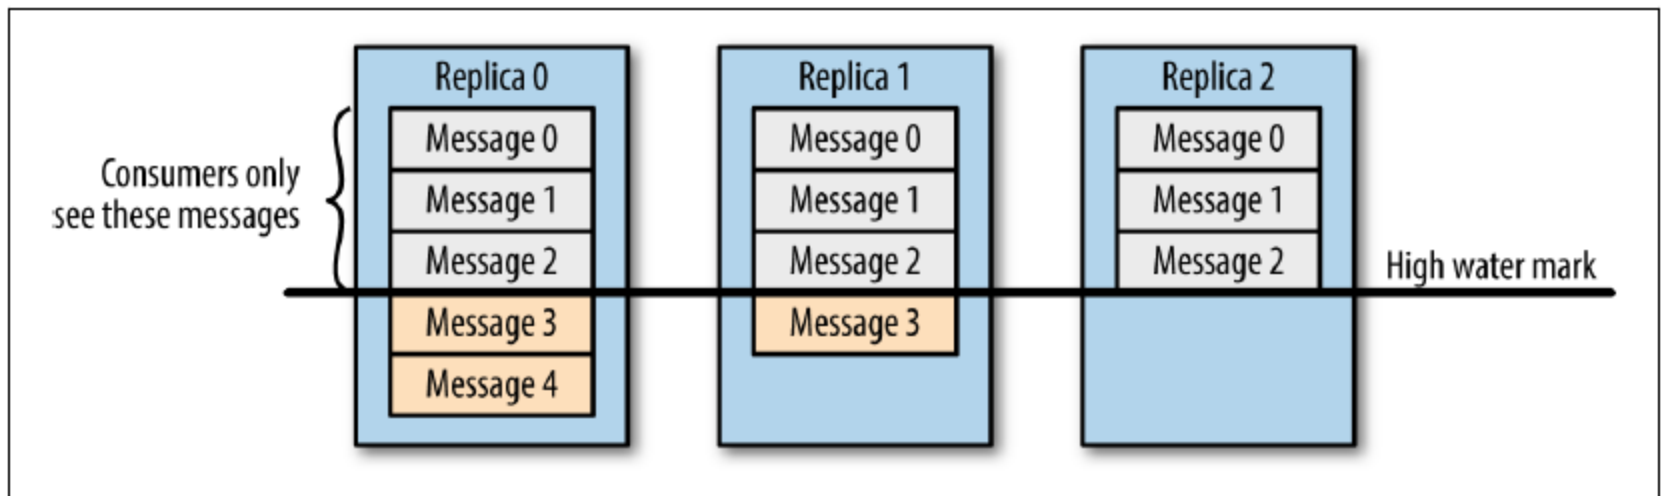 Replica 0
Replica 1
Replica 2
Message 0
Message 0
Message 0
Consumers only
see these messages
Message 1
Message 1
Message 1
Message 2
Message 2
Message 2
High water mark
Message 3
Message 3
Message 4